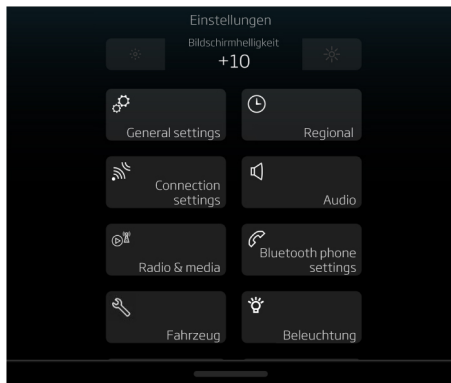 Einstellungen
Bildschirmhelligkeit
+10
General settings
Regional
Connection
settings
Audio
Radio & media
Bluetooth phone
settings
Fahrzeug
Beleuchtung